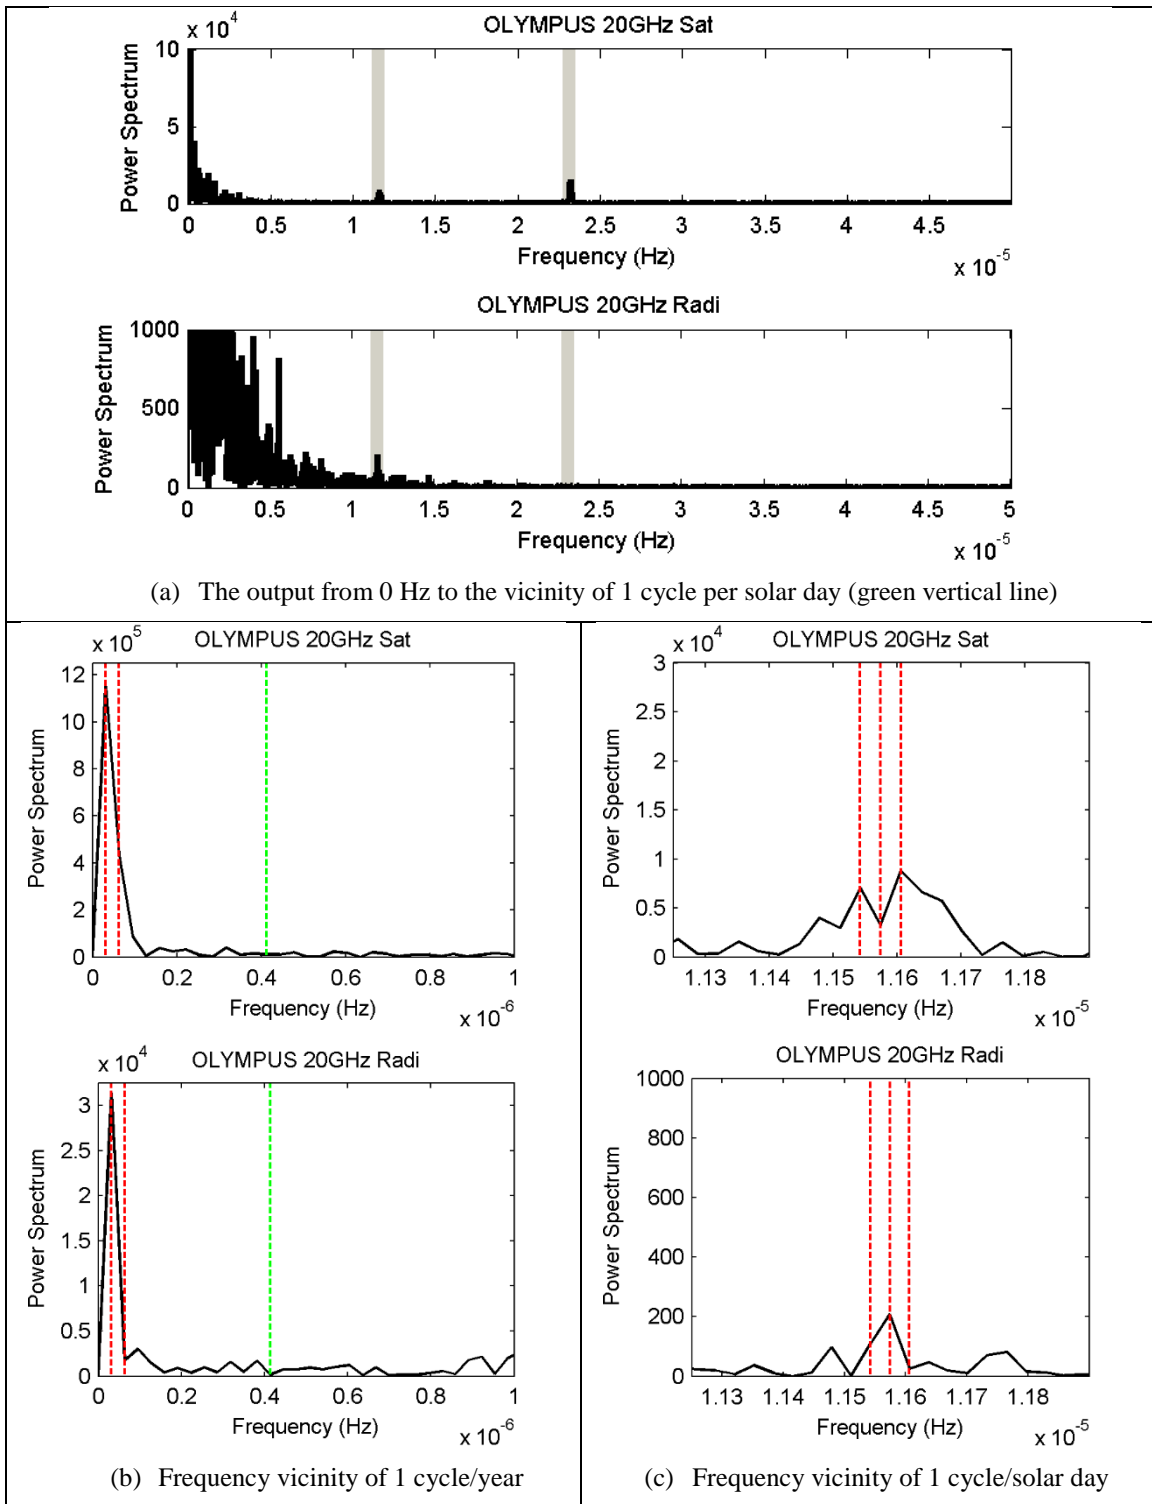 OLYMPUS 20GHz Sat
x 10^4
10
5
0
Power Spectrum
0 0.5 1 1.5 2 2.5 3 3.5 4 4.5
Frequency (Hz)
x 10^-5
OLYMPUS 20GHz Radi
1000
500
0
Power Spectrum
0 0.5 1 1.5 2 2.5 3 3.5 4 4.5 5
Frequency (Hz)
x 10^-5
(a) The output from 0 Hz to the vicinity of 1 cycle per solar day (green vertical line)
x 10^5
OLYMPUS 20GHz Sat
12
10
8
6
4
2
0
Power Spectrum
0 0.2 0.4 0.6 0.8 1
Frequency (Hz)
x 10^-6
x 10^4
OLYMPUS 20GHz Radi
3
2.5
2
1.5
1
0.5
0
Power Spectrum
0 0.2 0.4 0.6 0.8 1
Frequency (Hz)
x 10^-6
(b) Frequency vicinity of 1 cycle/year
x 10^4
OLYMPUS 20GHz Sat
3
2.5
2
1.5
1
0.5
0
Power Spectrum
1.13 1.14 1.15 1.16 1.17 1.18
Frequency (Hz)
x 10^-5
OLYMPUS 20GHz Radi
1000
800
600
400
200
0
Power Spectrum
1.13 1.14 1.15 1.16 1.17 1.18
Frequency (Hz)
x 10^-5
(c) Frequency vicinity of 1 cycle/solar day